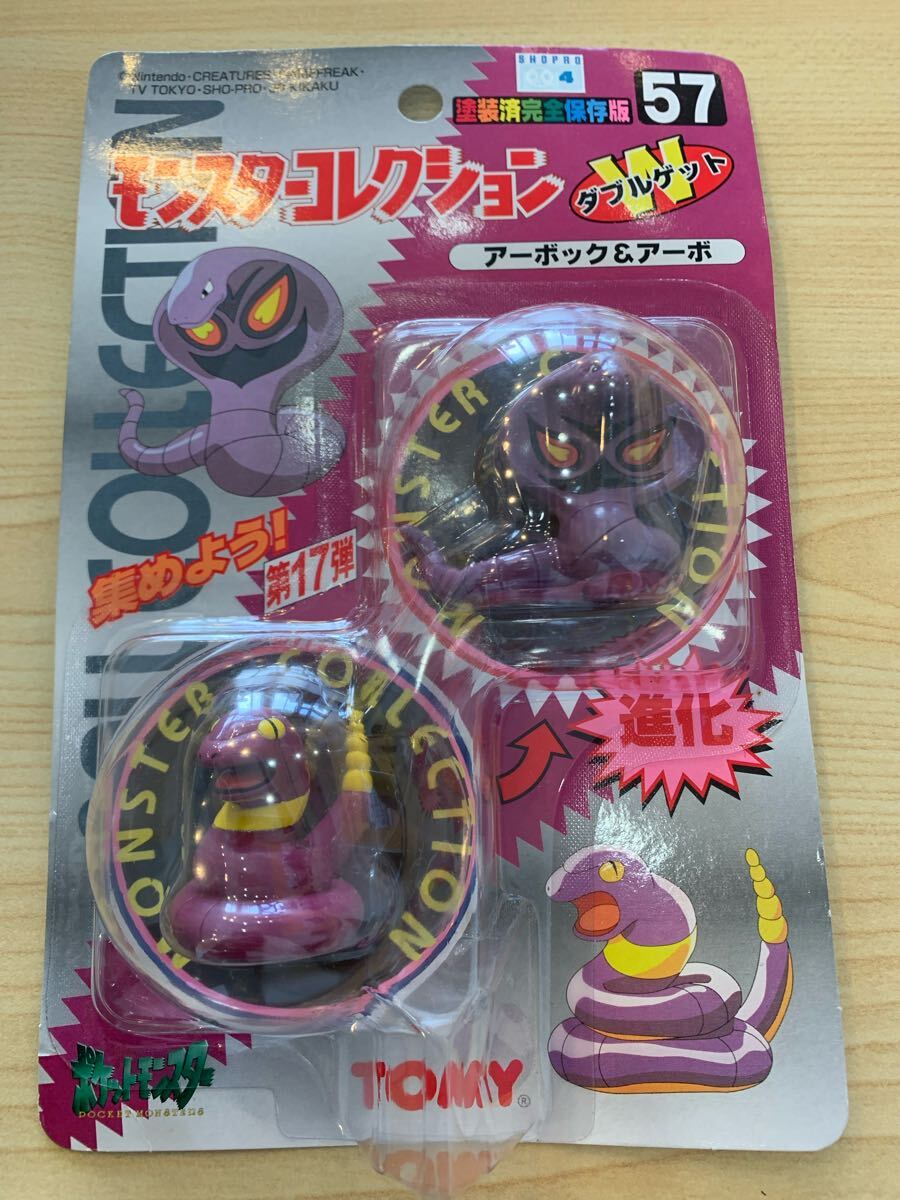 ©Nintendo・CREATURES・GAMEFREAK・
TV TOKYO・SHO-PRO・JR KIKAKU
SHOPRO
004
塗装済完全保存版
57
モンスターコレクション
W
ダブルゲット
アーボック&アーボ
MONSTER COLLECTION
集めよう!
第17弾
MONSTER COLLECTION
進化
ポケットモンスター
POCKET MONSTERS
TOMY®